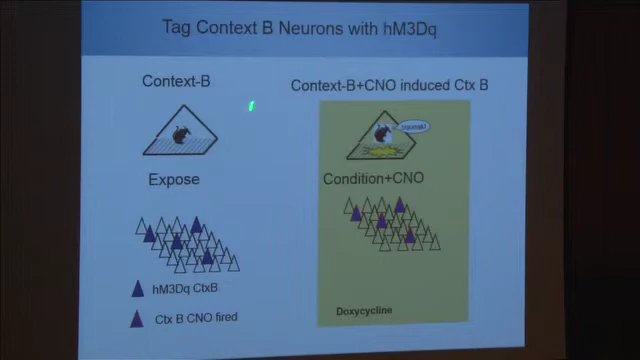 Tag Context B Neurons with hM3Dq
Context-B
Context-B+CNO induced Ctx B
Squeak!
Expose
Condition+CNO
hM3Dq CtxB
Ctx B CNO fired
Doxycycline